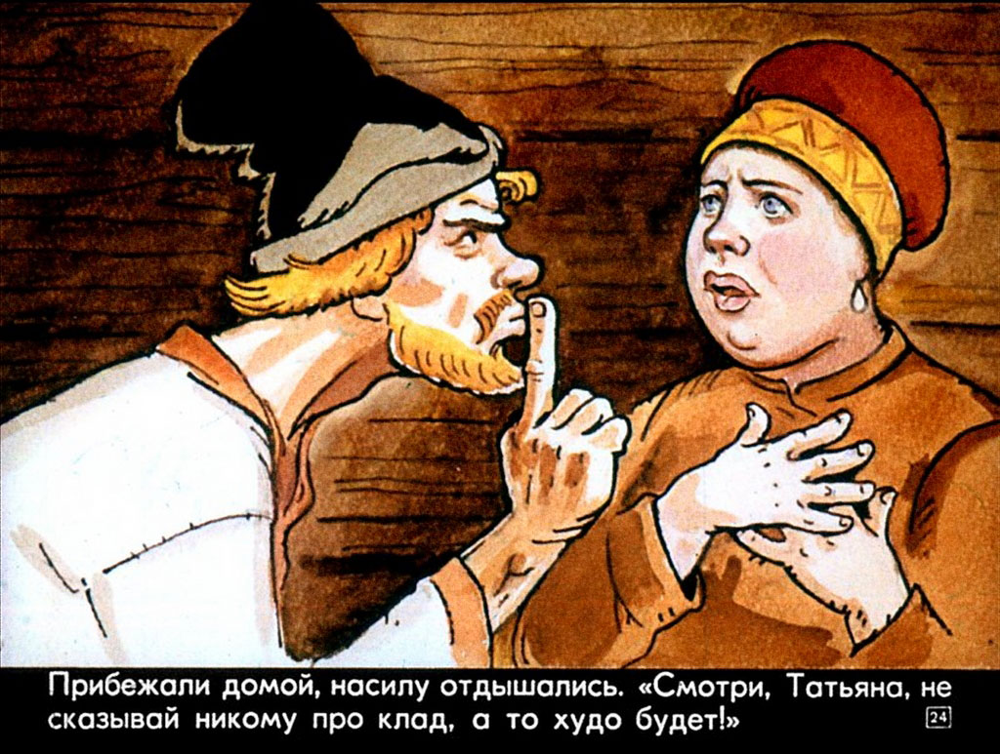 Прибежали домой, насилу отдышались. «Смотри, Татьяна, не
сказывай никому про клад, а то худо будет!»
24